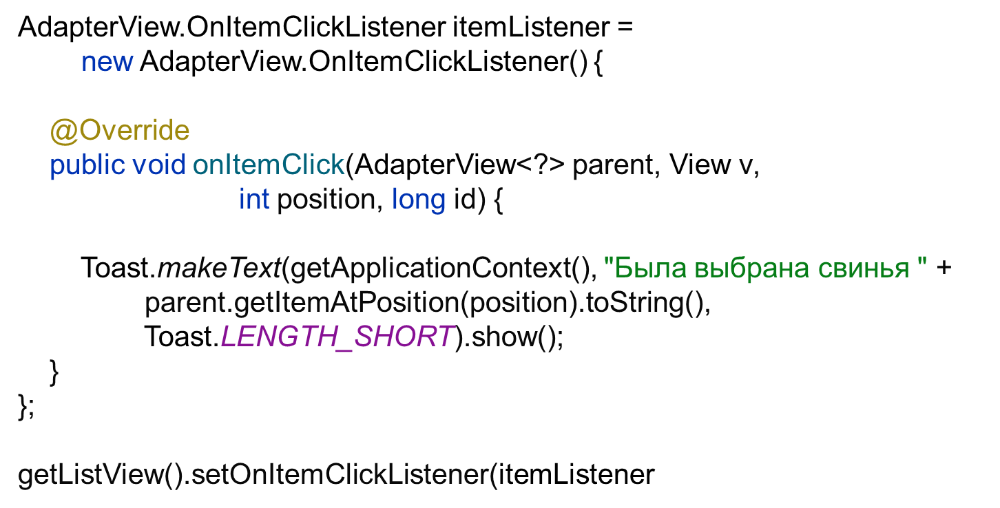 AdapterView.OnItemClickListener itemListener =
new AdapterView.OnItemClickListener() {
@Override
public void onItemClick(AdapterView<?> parent, View v,
int position, long id) {
Toast.makeText(getApplicationContext(), "Была выбрана свинья " +
parent.getItemAtPosition(position).toString(),
Toast.LENGTH_SHORT).show();
}
};
getListView().setOnItemClickListener(itemListener